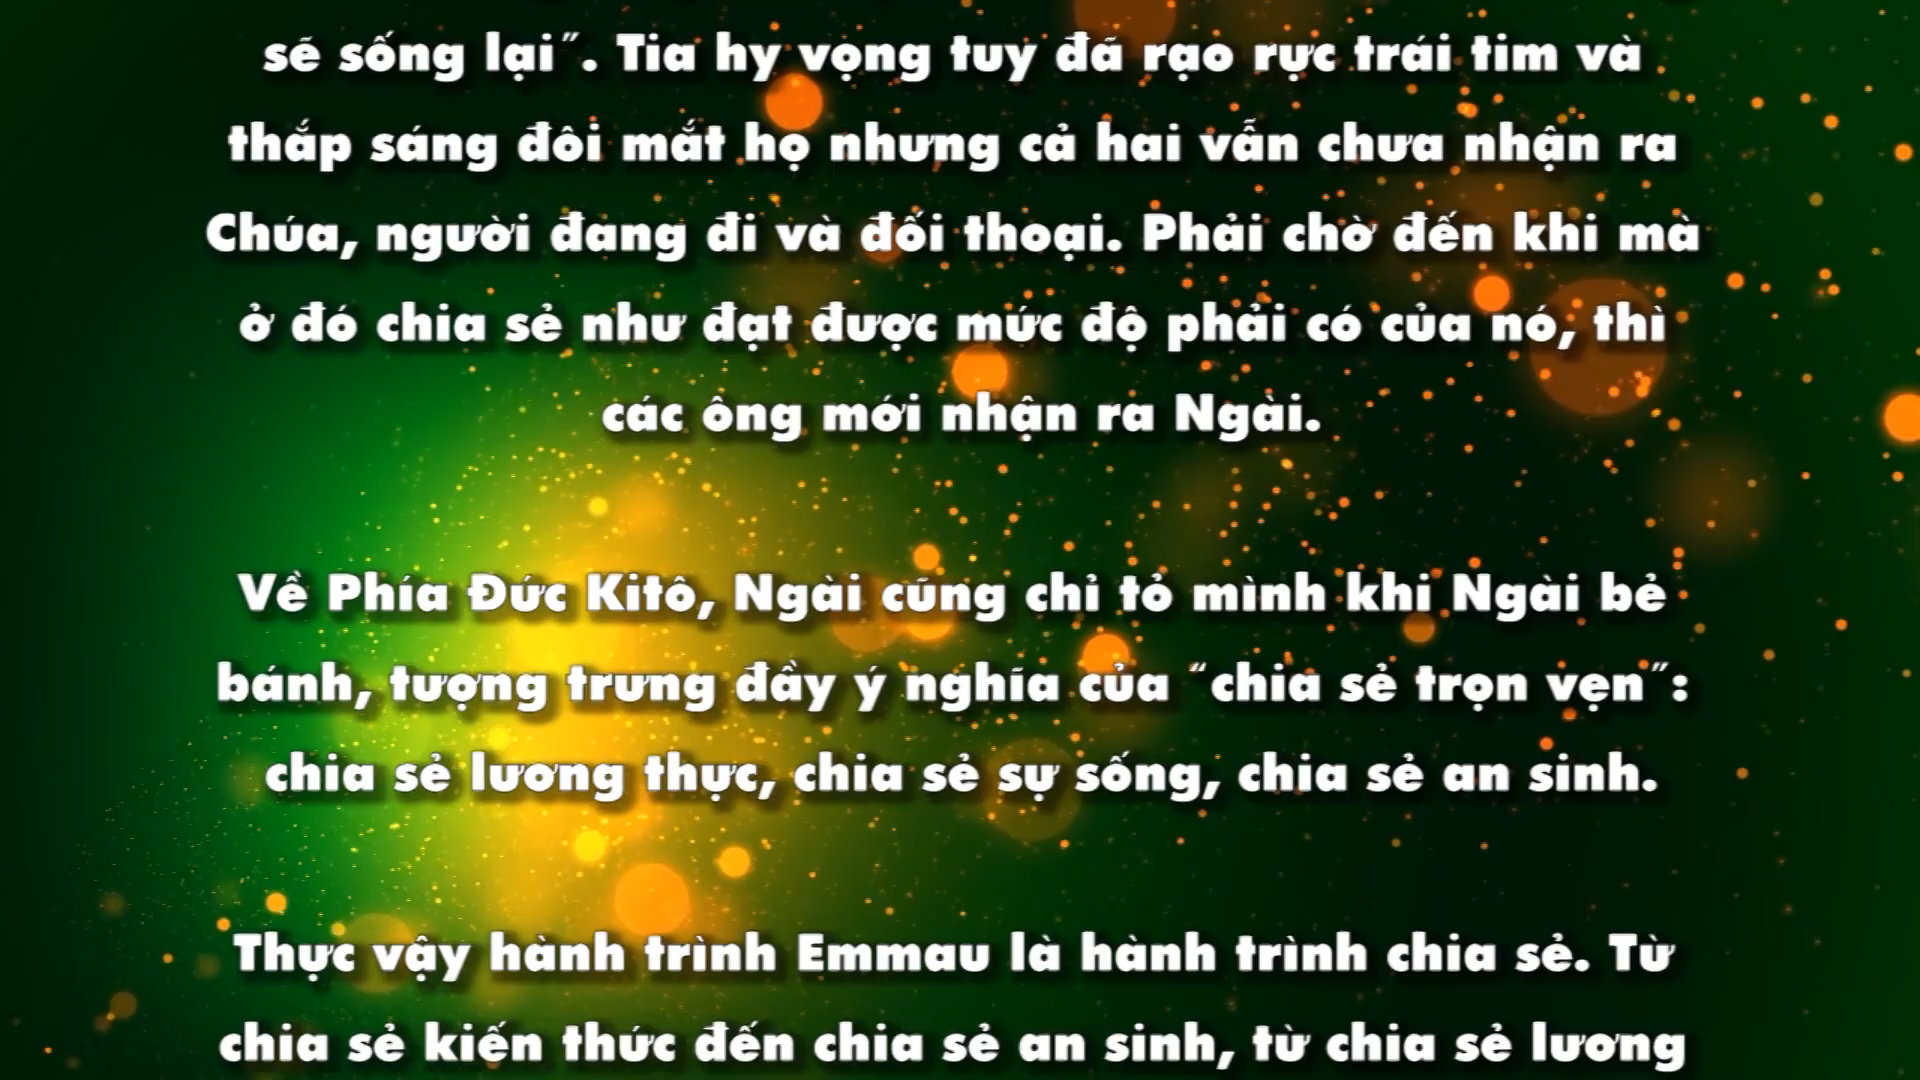 sẽ sống lại″. Tia hy vọng tuy đã rạo rực trái tim và
thắp sáng đôi mắt họ nhưng cả hai vẫn chưa nhận ra
Chúa, người đang đi và đối thoại. Phải chờ đến khi mà
ở đó chia sẻ như đạt được mức độ phải có của nó, thì
các ông mới nhận ra Ngài.
Về Phía Đức Kitô, Ngài cũng chỉ tỏ mình khi Ngài bẻ
bánh, tượng trưng đầy ý nghĩa của “chia sẻ trọn vẹn″:
chia sẻ lương thực, chia sẻ sự sống, chia sẻ an sinh.
Thực vậy hành trình Emmau là hành trình chia sẻ. Từ
chia sẻ kiến thức đến chia sẻ an sinh, từ chia sẻ lương